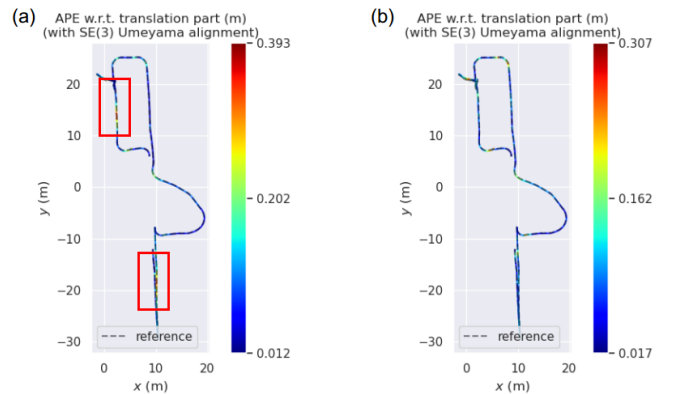 (a)
APE w.r.t. translation part (m)
(with SE(3) Umeyama alignment)
0.393
0.202
0.012
20
10
0
−10
−20
−30
y (m)
reference
0 10 20
x (m)
(b)
APE w.r.t. translation part (m)
(with SE(3) Umeyama alignment)
0.307
0.162
0.017
20
10
0
−10
−20
−30
y (m)
reference
0 10 20
x (m)